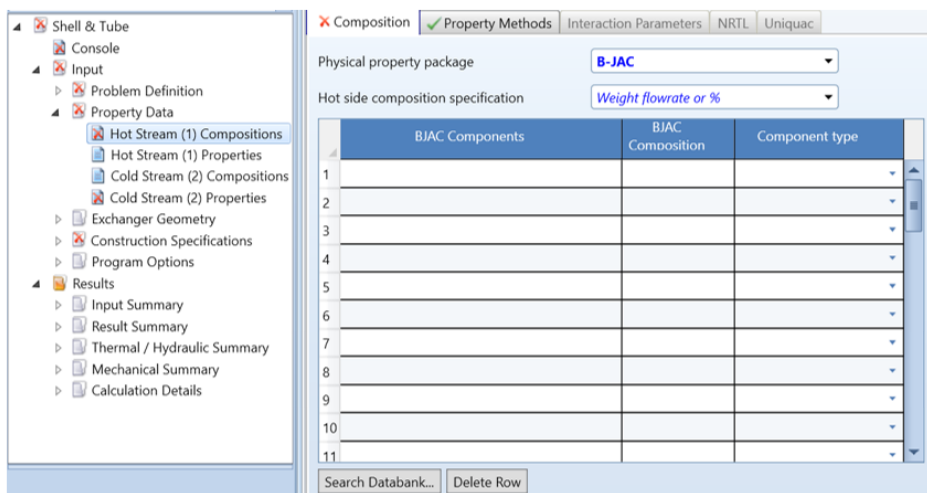 Shell & Tube
Console
Input
Problem Definition
Property Data
Hot Stream (1) Compositions
Hot Stream (1) Properties
Cold Stream (2) Compositions
Cold Stream (2) Properties
Exchanger Geometry
Construction Specifications
Program Options
Results
Input Summary
Result Summary
Thermal / Hydraulic Summary
Mechanical Summary
Calculation Details
Composition Property Methods Interaction Parameters NRTL Uniquac
Physical property package B-JAC
Hot side composition specification Weight flowrate or %
BJAC Components BJAC Composition Component type
1
2
3
4
5
6
7
8
9
10
11
Search Databank... Delete Row